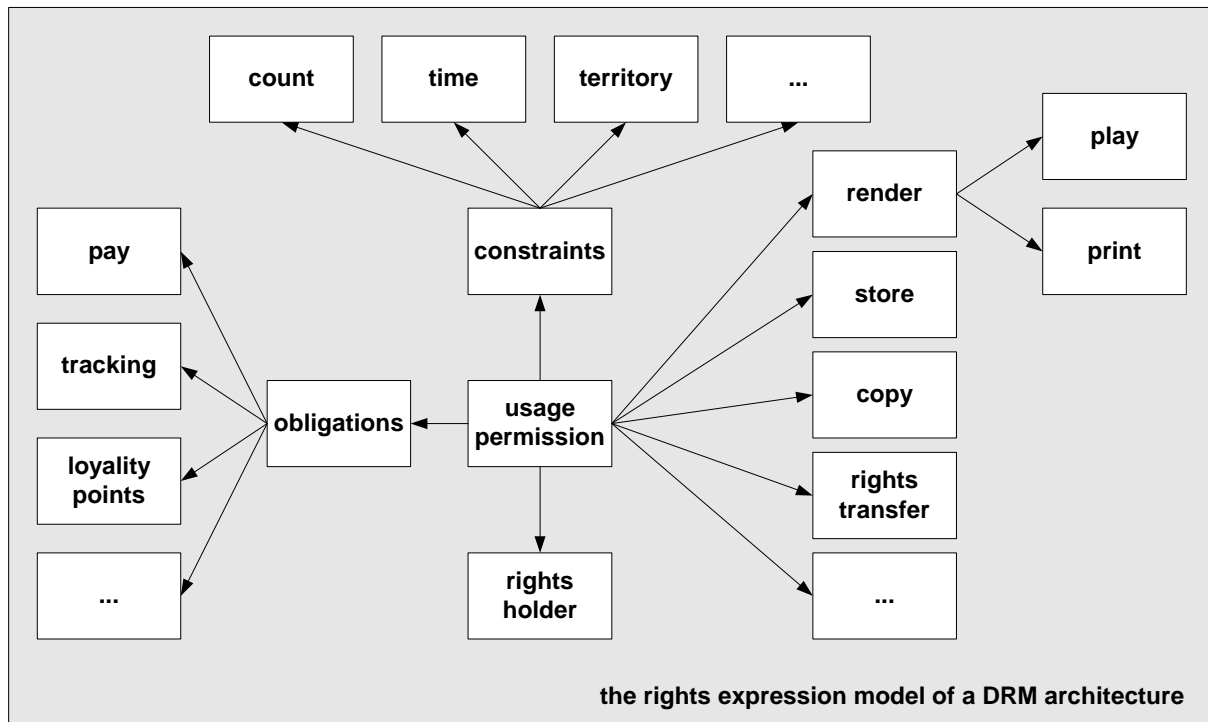 count
time
territory
...
play
render
print
pay
constraints
store
tracking
copy
obligations
usage
permission
loyality
points
rights
transfer
...
rights
holder
...
the rights expression model of a DRM architecture